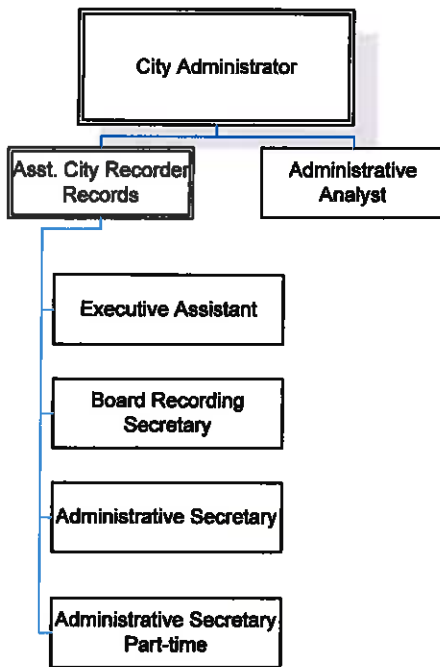 City Administrator
Asst. City Recorder
Records
Administrative
Analyst
Executive Assistant
Board Recording
Secretary
Administrative Secretary
Administrative Secretary
Part-time